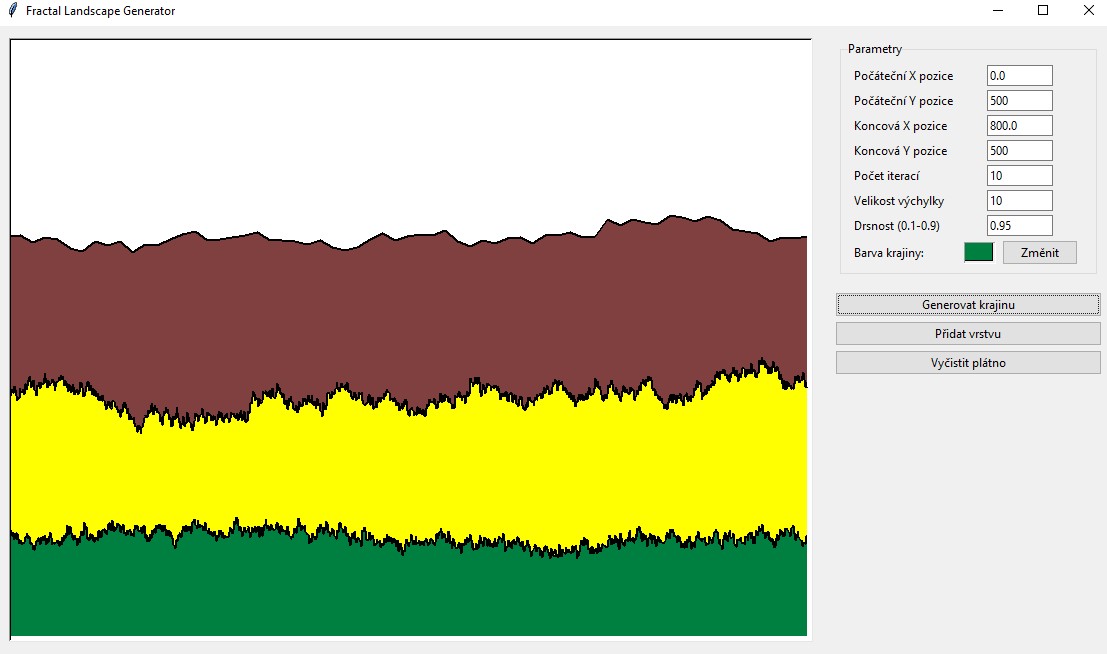 Fractal Landscape Generator
Parametry
Počáteční X pozice 0.0
Počáteční Y pozice 500
Koncová X pozice 800.0
Koncová Y pozice 500
Počet iterací 10
Velikost výchylky 10
Drsnost (0.1-0.9) 0.95
Barva krajiny: Změnit
Generovat krajinu
Přidat vrstvu
Vyčistit plátno